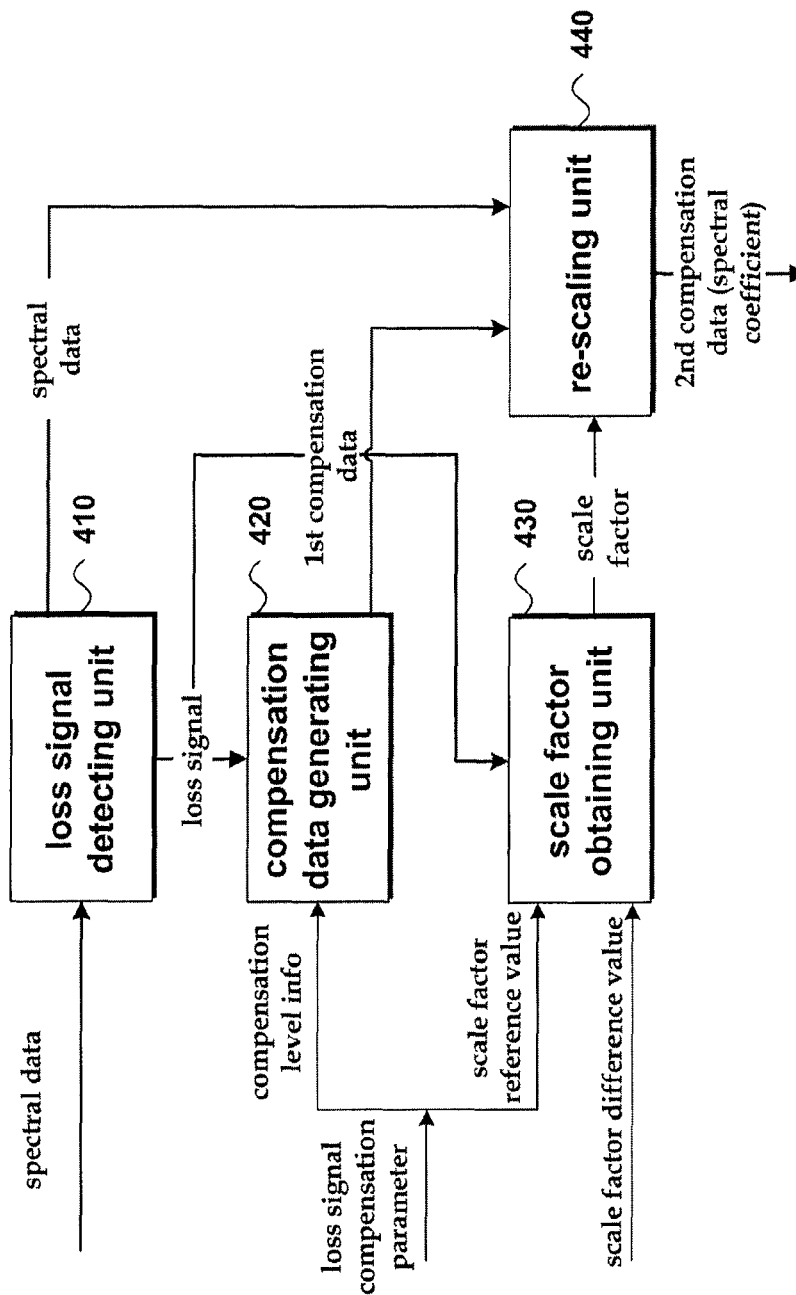 spectral data
loss signal
detecting unit
410
spectral
data
loss signal
compensation
level info
compensation
data generating
unit
420
1st compensation
data
loss signal
compensation
parameter
scale factor
reference value
scale factor difference value
scale factor
obtaining unit
430
scale
factor
re-scaling unit
440
2nd compensation
data (spectral
coefficient)